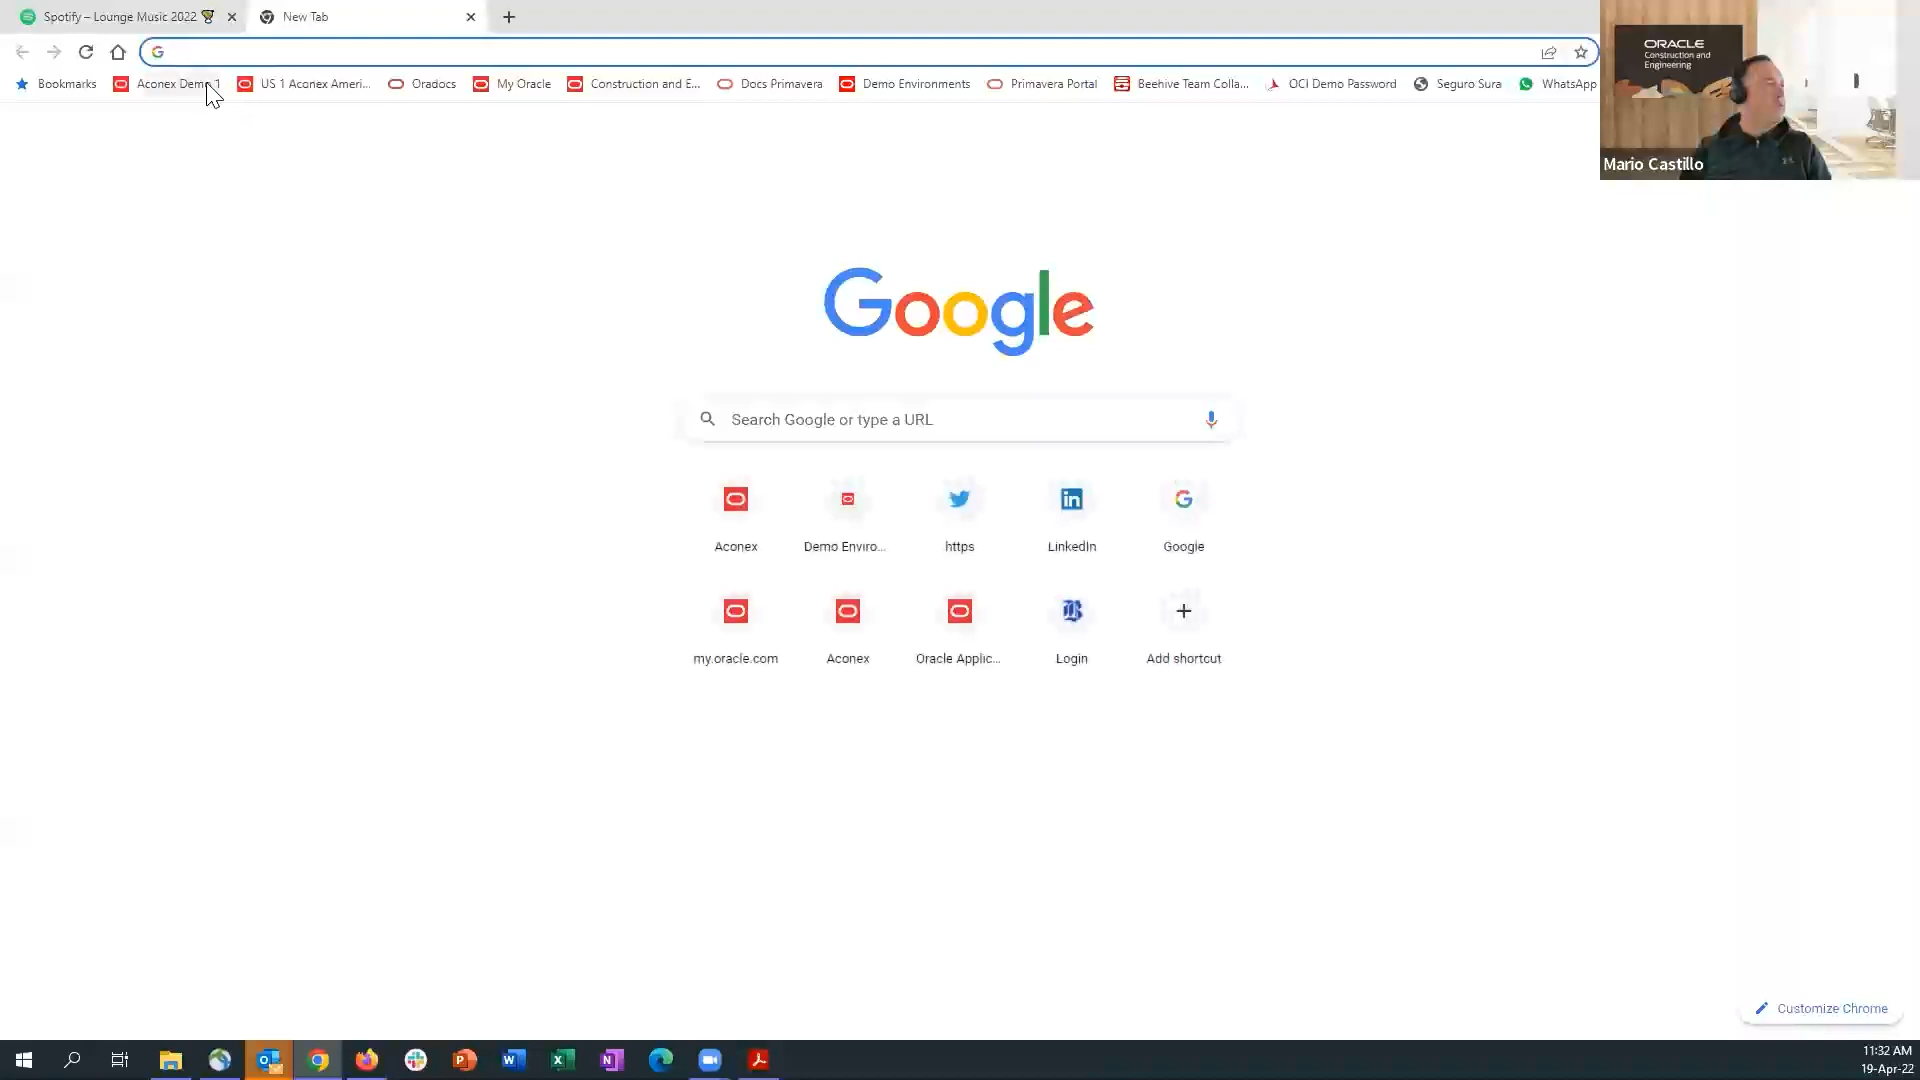 Spotify – Lounge Music 2022
New Tab
Bookmarks
Aconex Demo 1
US 1 Aconex Ameri...
Oradocs
My Oracle
Construction and E...
Docs Primavera
Demo Environments
Primavera Portal
Beehive Team Colla...
OCI Demo Password
Seguro Sura
WhatsApp
ORACLE
Construction and
Engineering
Mario Castillo
Google
Search Google or type a URL
Aconex
Demo Enviro...
https
LinkedIn
Google
my.oracle.com
Aconex
Oracle Applic...
Login
Add shortcut
Customize Chrome
11:32 AM
19-Apr-22